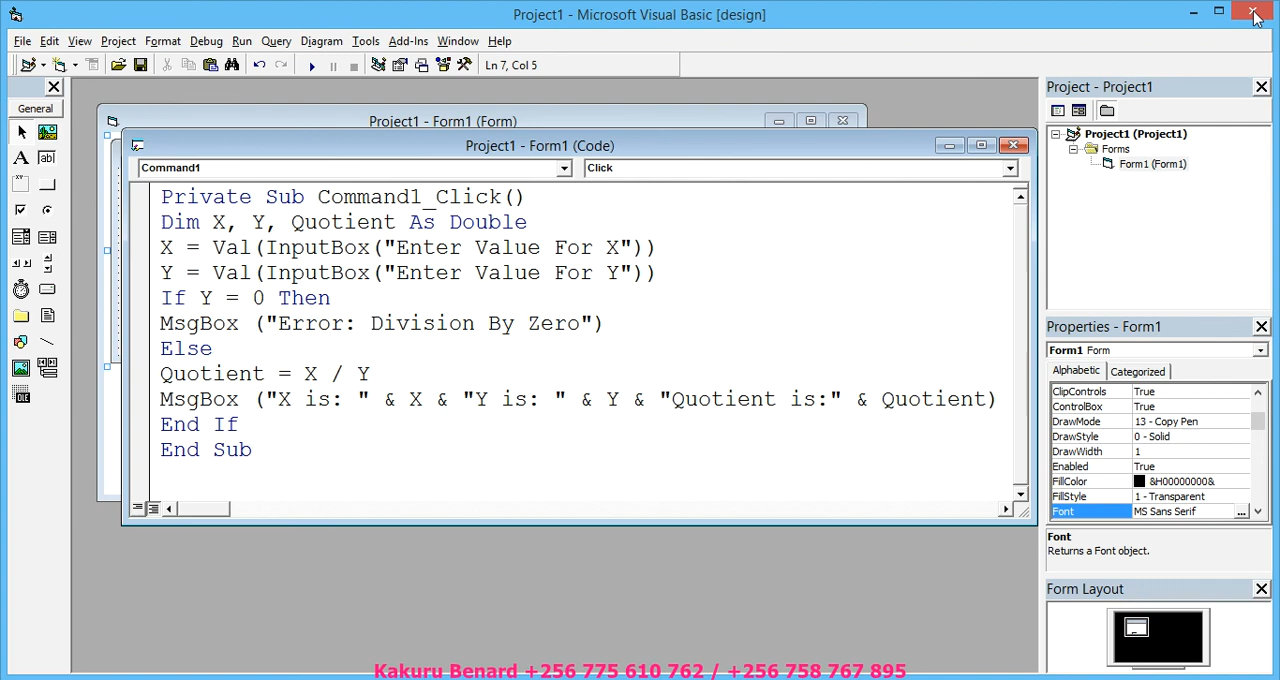 Project1 - Microsoft Visual Basic [design]
File Edit View Project Format Debug Run Query Diagram Tools Add-Ins Window Help
Ln 7, Col 5
General
A
ab|
OLE
Project1 - Form1 (Form)
Project1 - Form1 (Code)
Command1 Click
Private Sub Command1_Click()
Dim X, Y, Quotient As Double
X = Val(InputBox("Enter Value For X"))
Y = Val(InputBox("Enter Value For Y"))
If Y = 0 Then
MsgBox ("Error: Division By Zero")
Else
Quotient = X / Y
MsgBox ("X is: " & X & "Y is: " & Y & "Quotient is:" & Quotient)
End If
End Sub
Project - Project1
Project1 (Project1)
Forms
Form1 (Form1)
Properties - Form1
Form1 Form
Alphabetic Categorized
ClipControls True
ControlBox True
DrawMode 13 - Copy Pen
DrawStyle 0 - Solid
DrawWidth 1
Enabled True
FillColor &H00000000&
FillStyle 1 - Transparent
Font MS Sans Serif ...
Font
Returns a Font object.
Form Layout
Kakuru Benard +256 775 610 762 / +256 758 767 895